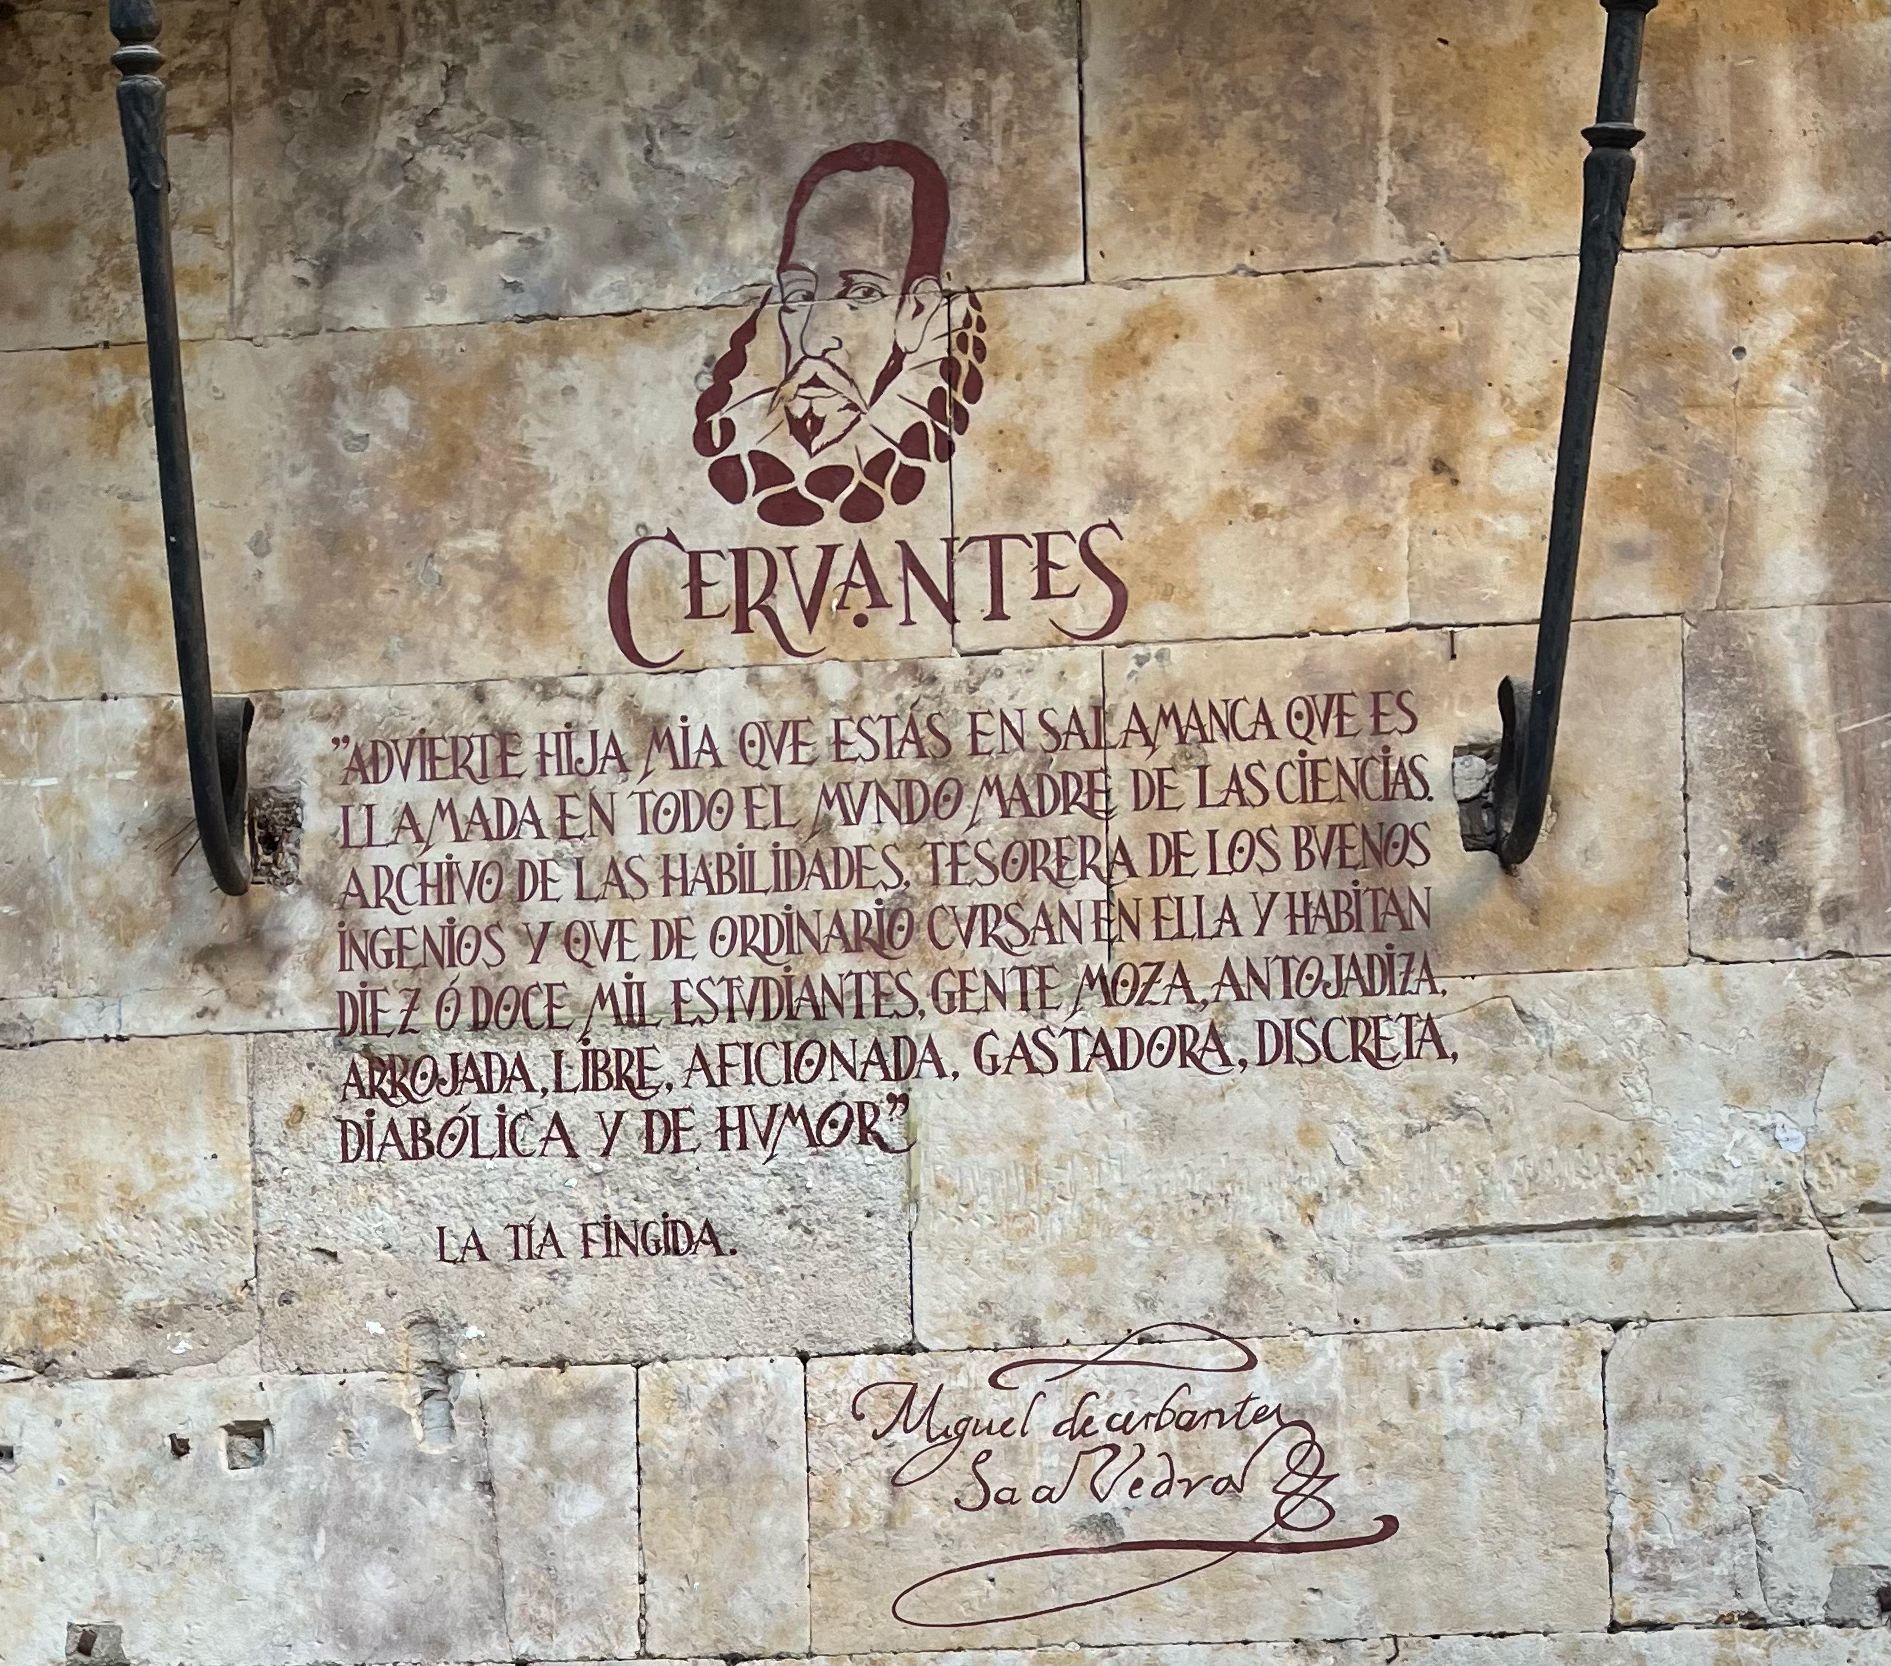 CERVANTES
”ADVIERTE HIJA MÍA QVE ESTÁS EN SALAMANCA QVE ES
LLAMADA EN TODO EL MVNDO MADRE DE LAS CIENCIAS.
ARCHIVO DE LAS HABILIDADES, TESORERA DE LOS BVENOS
INGENIOS Y QVE DE ORDINARIO CVRSAN EN ELLA Y HABITAN
DIEZ Ó DOCE MIL ESTVDIANTES, GENTE MOZA, ANTOJADIZA,
ARROJADA, LIBRE, AFICIONADA, GASTADORA, DISCRETA,
DIABÓLICA Y DE HVMOR”
LA TÍA FINGIDA.
Miguel de cerbantes
Saavedra